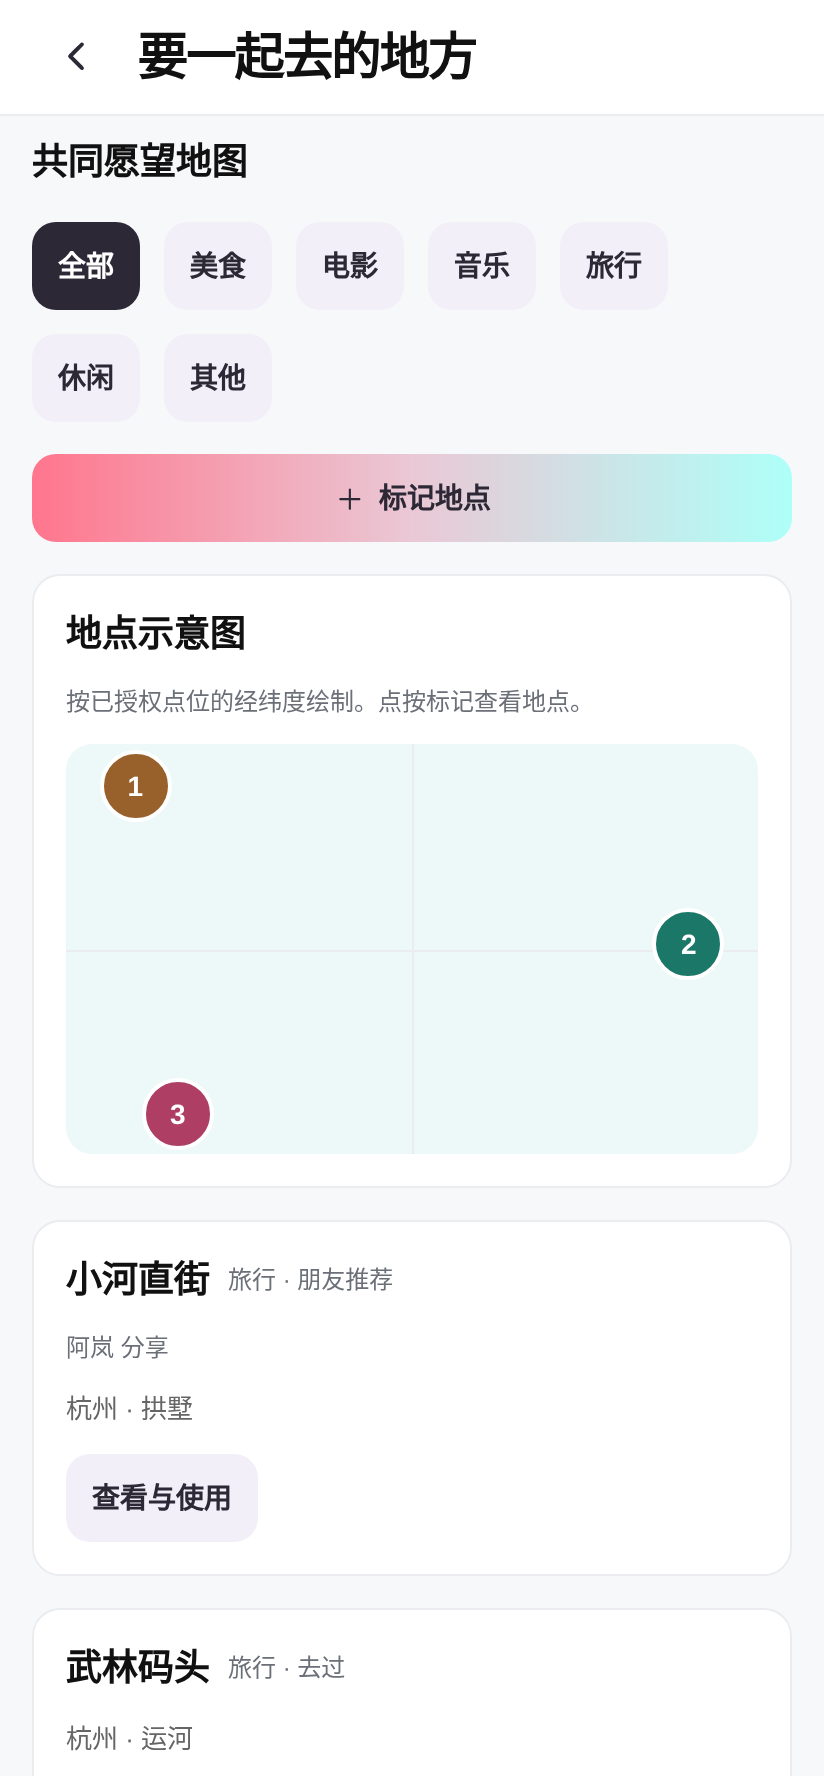 要一起去的地方
共同愿望地图
全部 美食 电影 音乐 旅行
休闲 其他
＋ 标记地点
地点示意图
按已授权点位的经纬度绘制。点按标记查看地点。
1
2
3
小河直街 旅行 · 朋友推荐
阿岚 分享
杭州 · 拱墅
查看与使用
武林码头 旅行 · 去过
杭州 · 运河